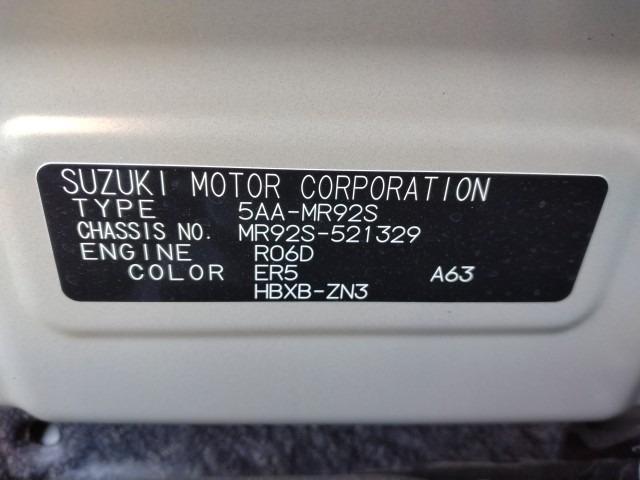 SUZUKI MOTOR CORPORATION
TYPE 5AA-MR92S
CHASSIS NO. MR92S-521329
ENGINE R06D
COLOR ER5 A63
HBXB-ZN3